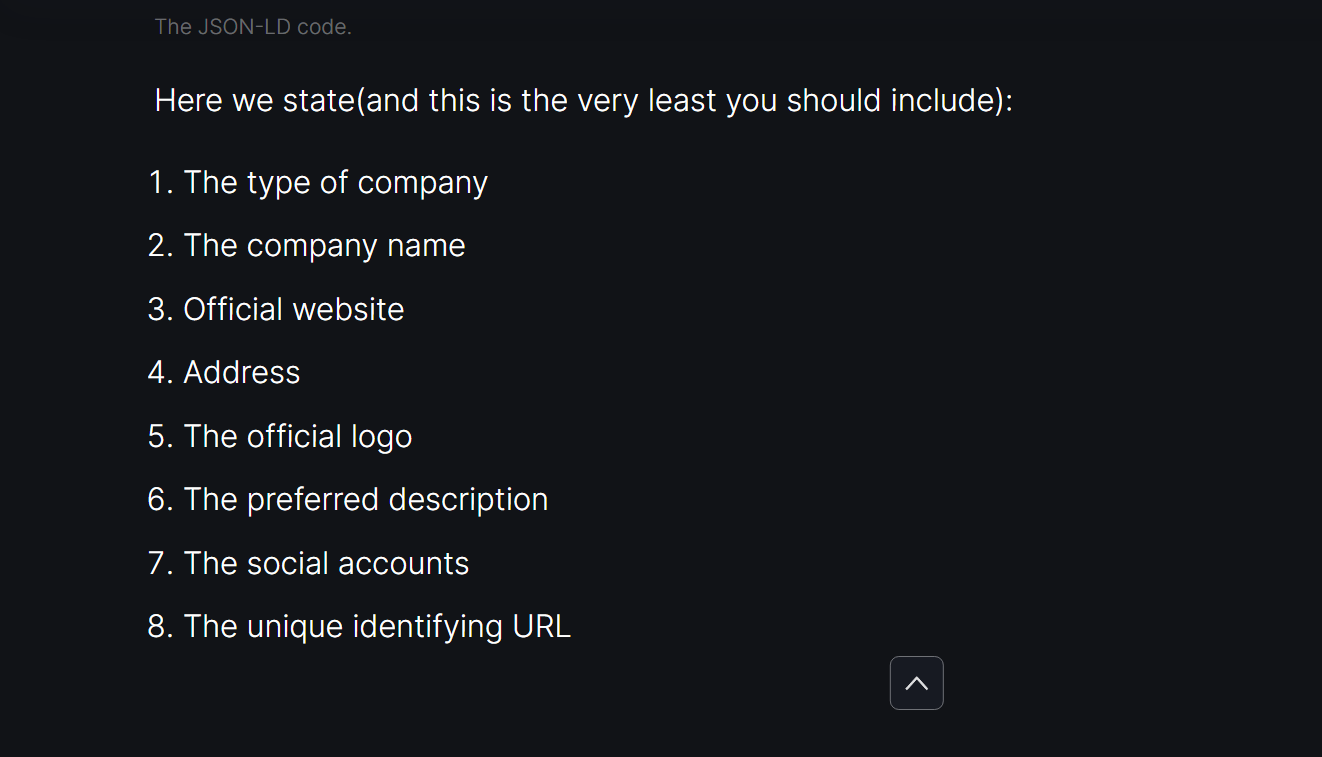 The JSON-LD code.
Here we state(and this is the very least you should include):
1. The type of company
2. The company name
3. Official website
4. Address
5. The official logo
6. The preferred description
7. The social accounts
8. The unique identifying URL